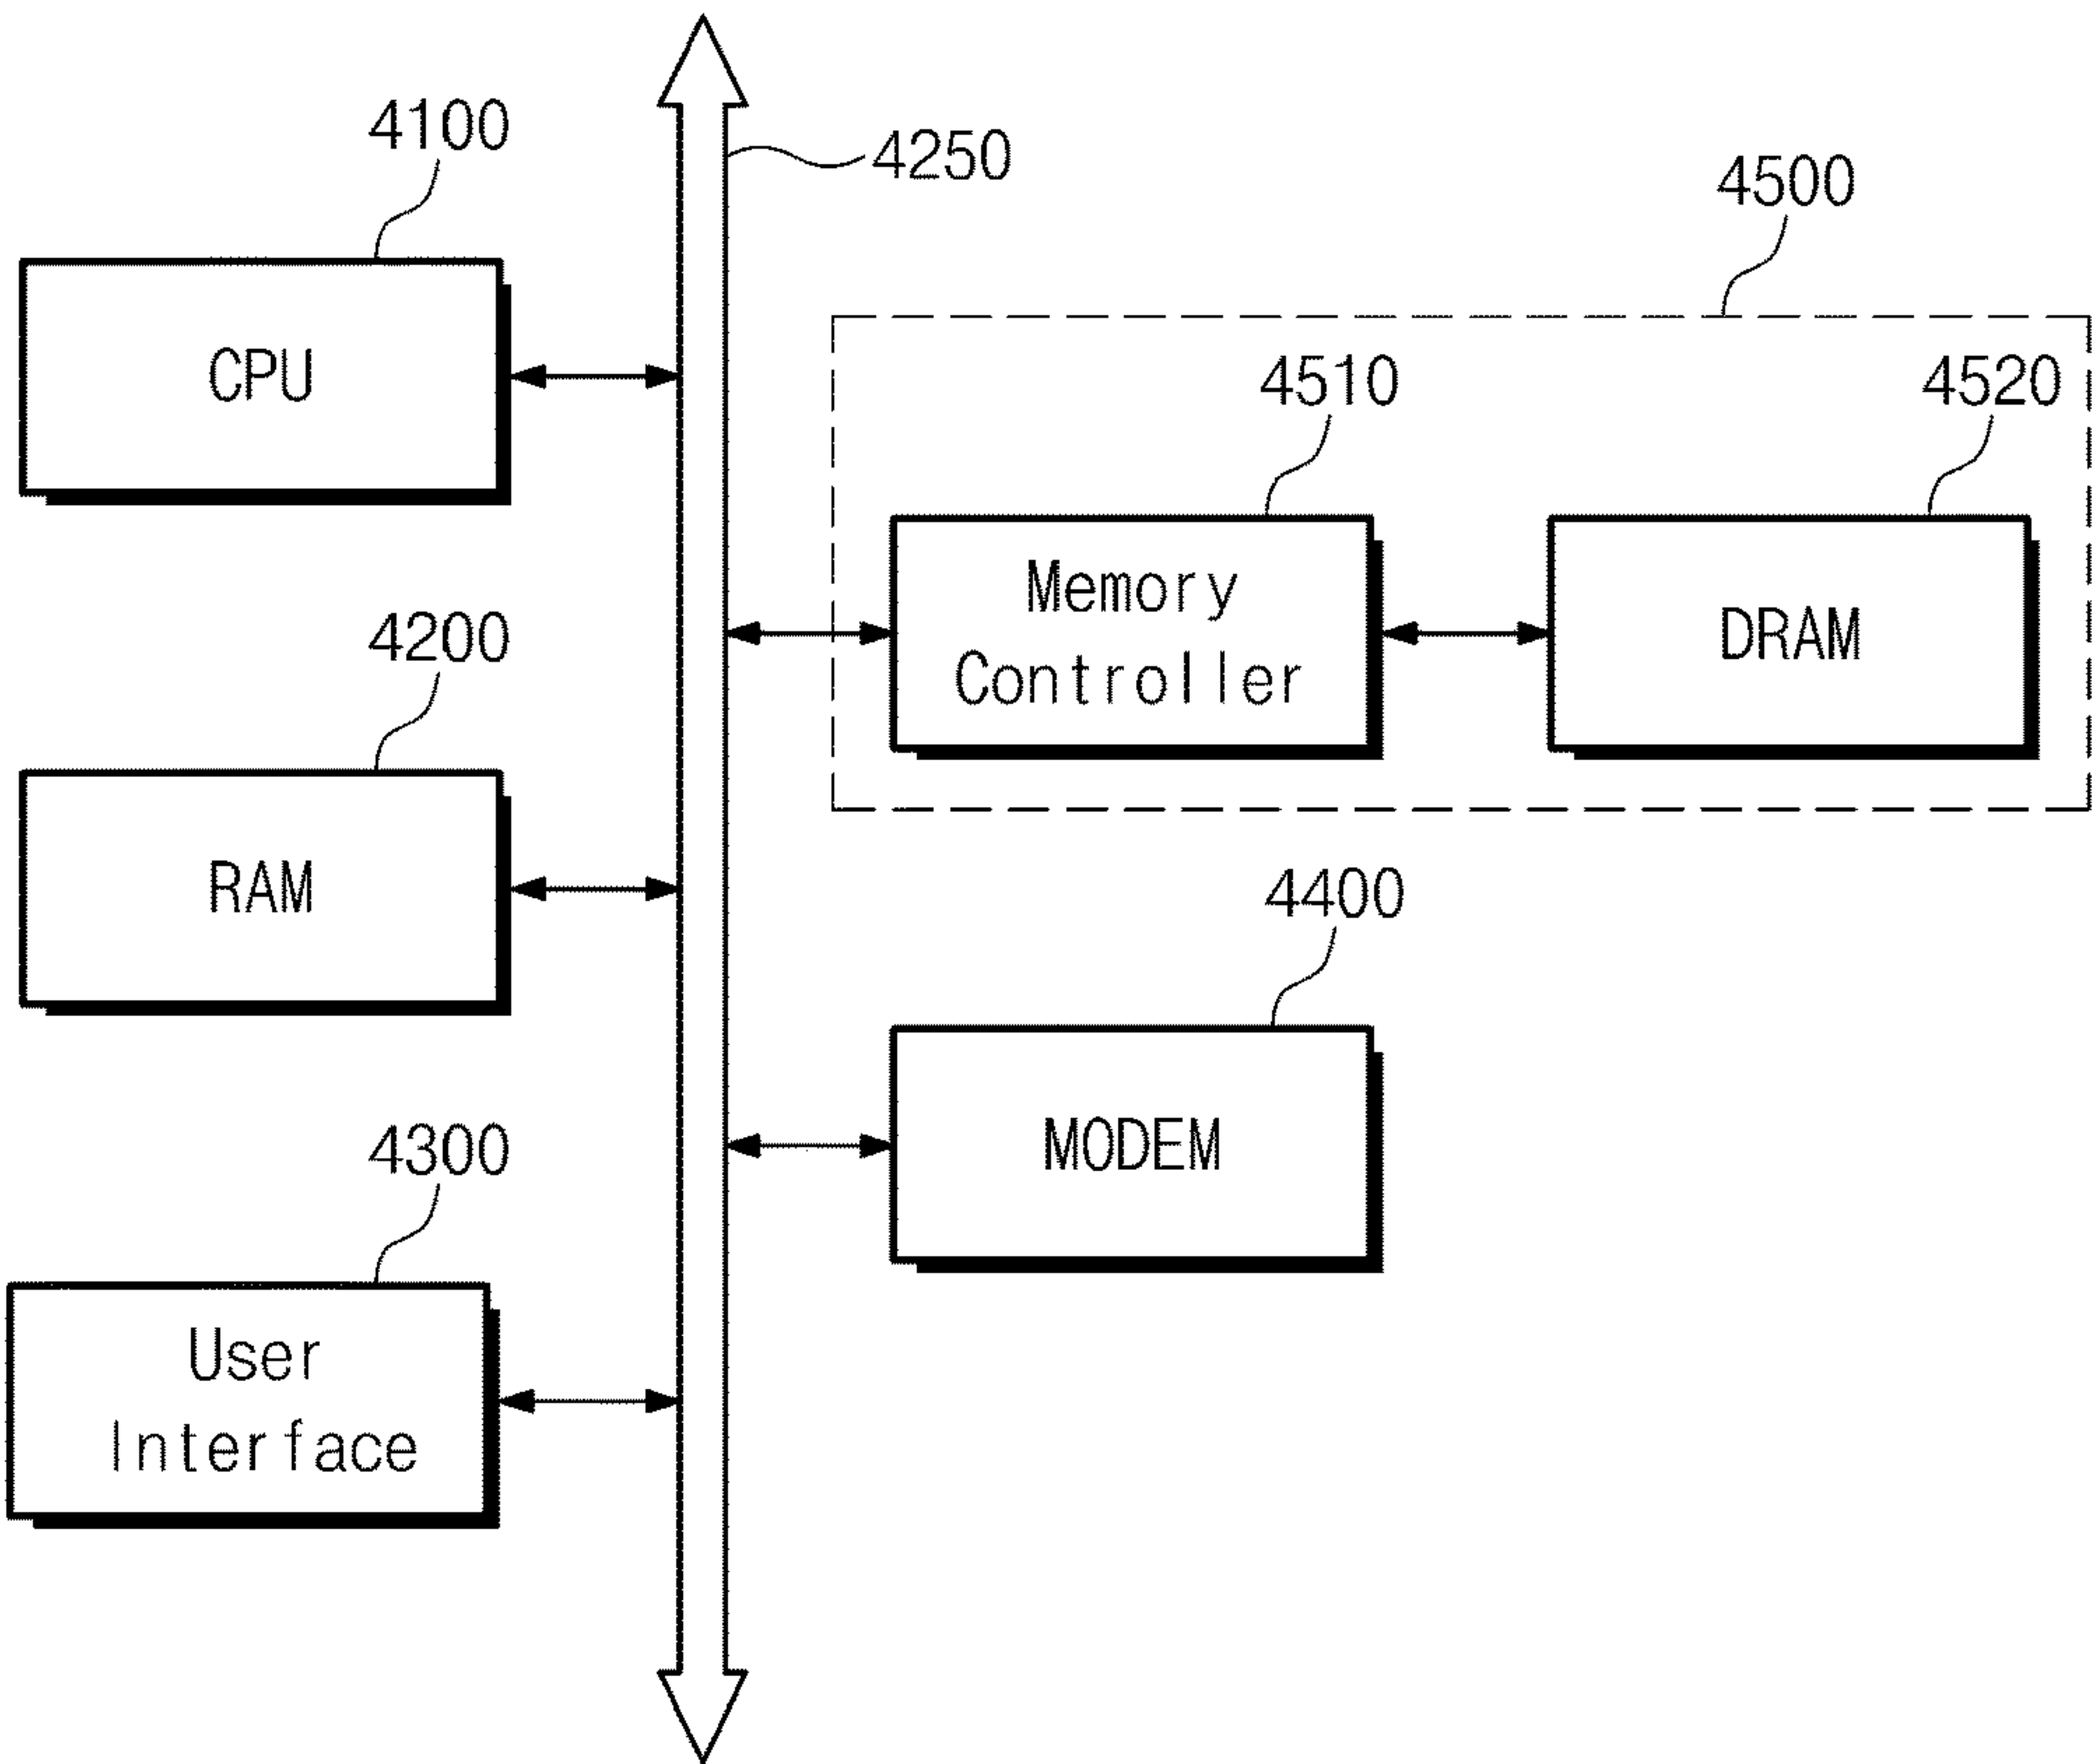 4100
4250
4500
CPU
4510
4520
Memory
Controller
DRAM
4200
RAM
4400
MODEM
4300
User
Interface